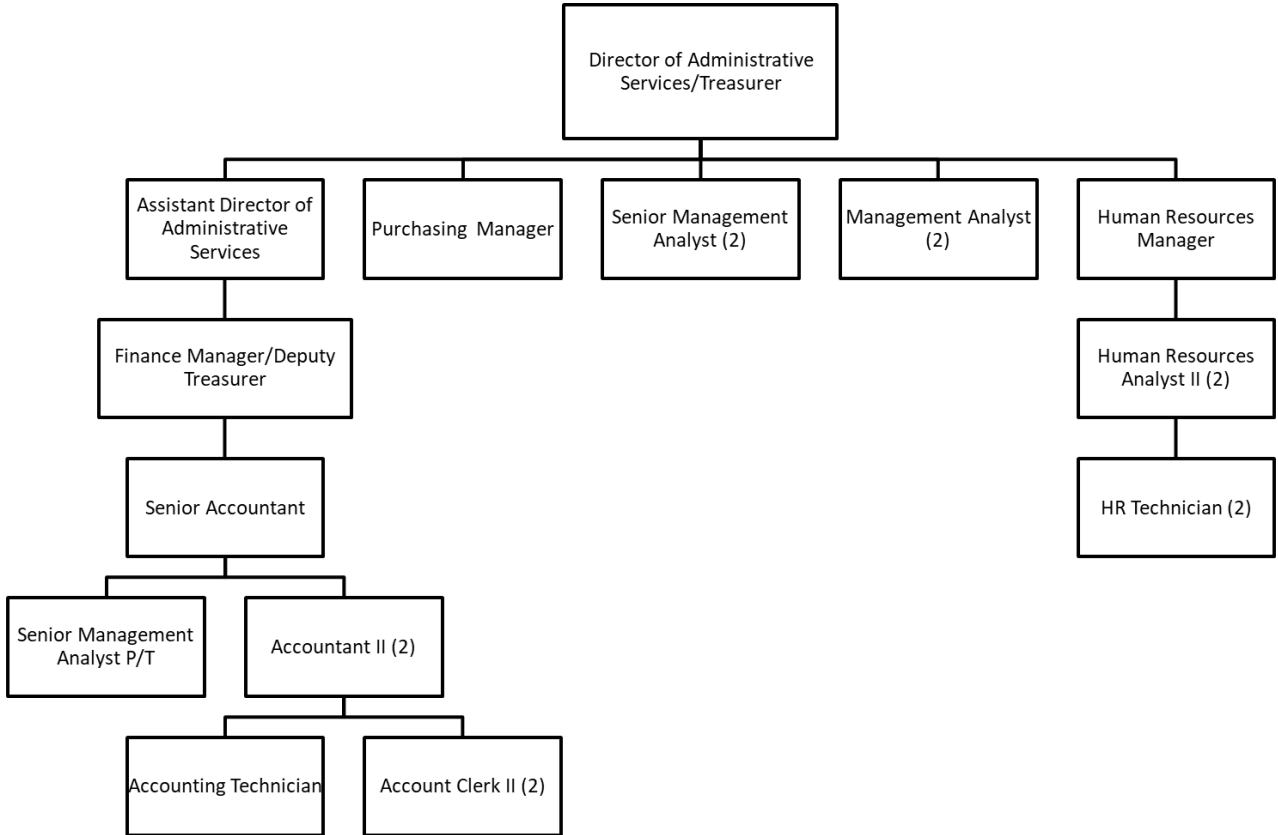 Director of Administrative
Services/Treasurer
Assistant Director of
Administrative
Services
Purchasing Manager
Senior Management
Analyst (2)
Management Analyst
(2)
Human Resources
Manager
Finance Manager/Deputy
Treasurer
Human Resources
Analyst II (2)
Senior Accountant
HR Technician (2)
Senior Management
Analyst P/T
Accountant II (2)
Accounting Technician
Account Clerk II (2)